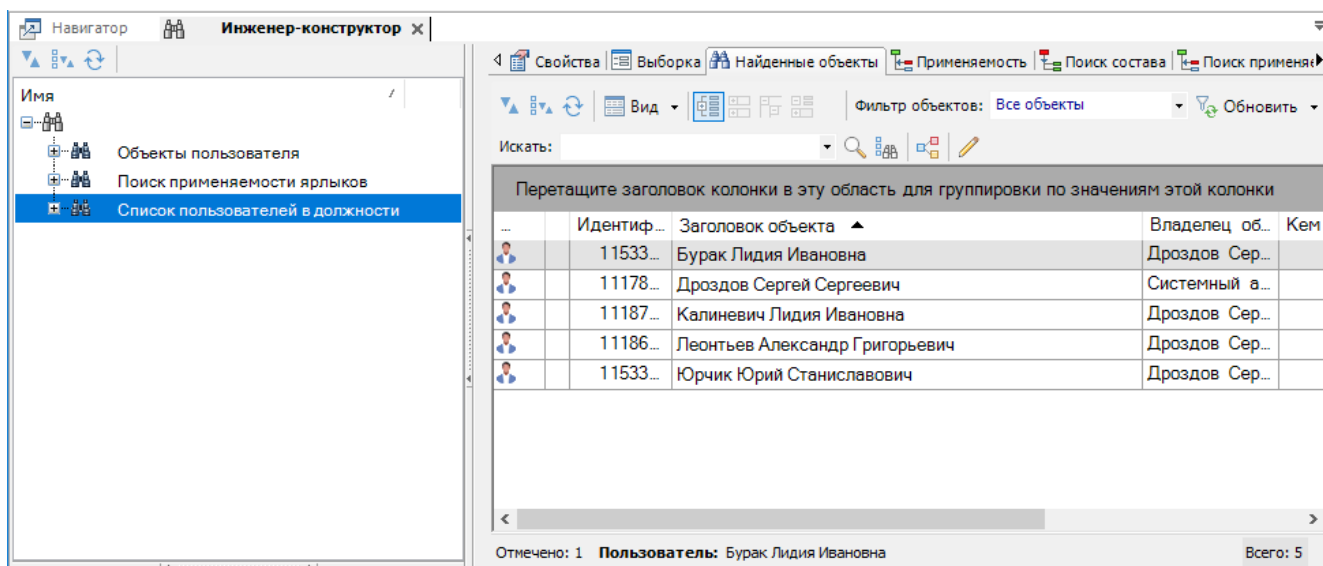 Навигатор Инженер-конструктор
Свойства Выборка Найденные объекты Применяемость Поиск состава Поиск применяе
Имя
Вид Фильтр объектов: Все объекты Обновить
Искать:
Объекты пользователя
Поиск применяемости ярлыков
Список пользователей в должности
Перетащите заголовок колонки в эту область для группировки по значениям этой колонки
... Идентиф... Заголовок объекта Владелец об... Кем
11533... Бурак Лидия Ивановна Дроздов Сер...
11178... Дроздов Сергей Сергеевич Системный а...
11187... Калиневич Лидия Ивановна Дроздов Сер...
11186... Леонтьев Александр Григорьевич Дроздов Сер...
11533... Юрчик Юрий Станиславович Дроздов Сер...
Отмечено: 1 Пользователь: Бурак Лидия Ивановна Всего: 5